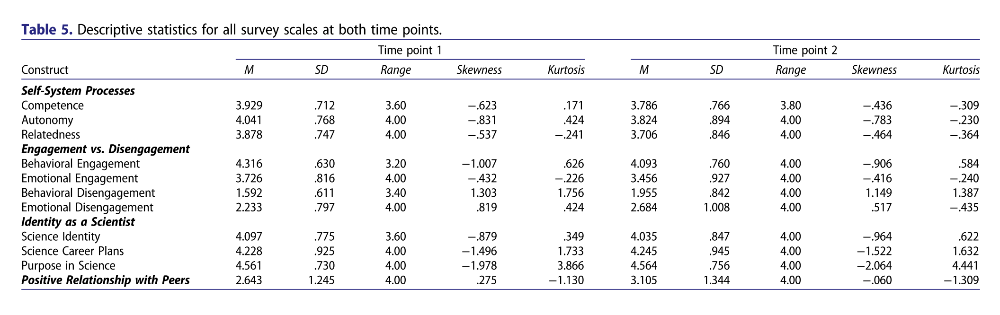 Table 5. Descriptive statistics for all survey scales at both time points.
Time point 1 Time point 2
Construct M SD Range Skewness Kurtosis M SD Range Skewness Kurtosis
Self-System Processes
Competence 3.929 .712 3.60 −.623 .171 3.786 .766 3.80 −.436 −.309
Autonomy 4.041 .768 4.00 −.831 .424 3.824 .894 4.00 −.783 −.230
Relatedness 3.878 .747 4.00 −.537 −.241 3.706 .846 4.00 −.464 −.364
Engagement vs. Disengagement
Behavioral Engagement 4.316 .630 3.20 −1.007 .626 4.093 .760 4.00 −.906 .584
Emotional Engagement 3.726 .816 4.00 −.432 −.226 3.456 .927 4.00 −.416 −.240
Behavioral Disengagement 1.592 .611 3.40 1.303 1.756 1.955 .842 4.00 1.149 1.387
Emotional Disengagement 2.233 .797 4.00 .819 .424 2.684 1.008 4.00 .517 −.435
Identity as a Scientist
Science Identity 4.097 .775 3.60 −.879 .349 4.035 .847 4.00 −.964 .622
Science Career Plans 4.228 .925 4.00 −1.496 1.733 4.245 .945 4.00 −1.522 1.632
Purpose in Science 4.561 .730 4.00 −1.978 3.866 4.564 .756 4.00 −2.064 4.441
Positive Relationship with Peers 2.643 1.245 4.00 .275 −1.130 3.105 1.344 4.00 −.060 −1.309